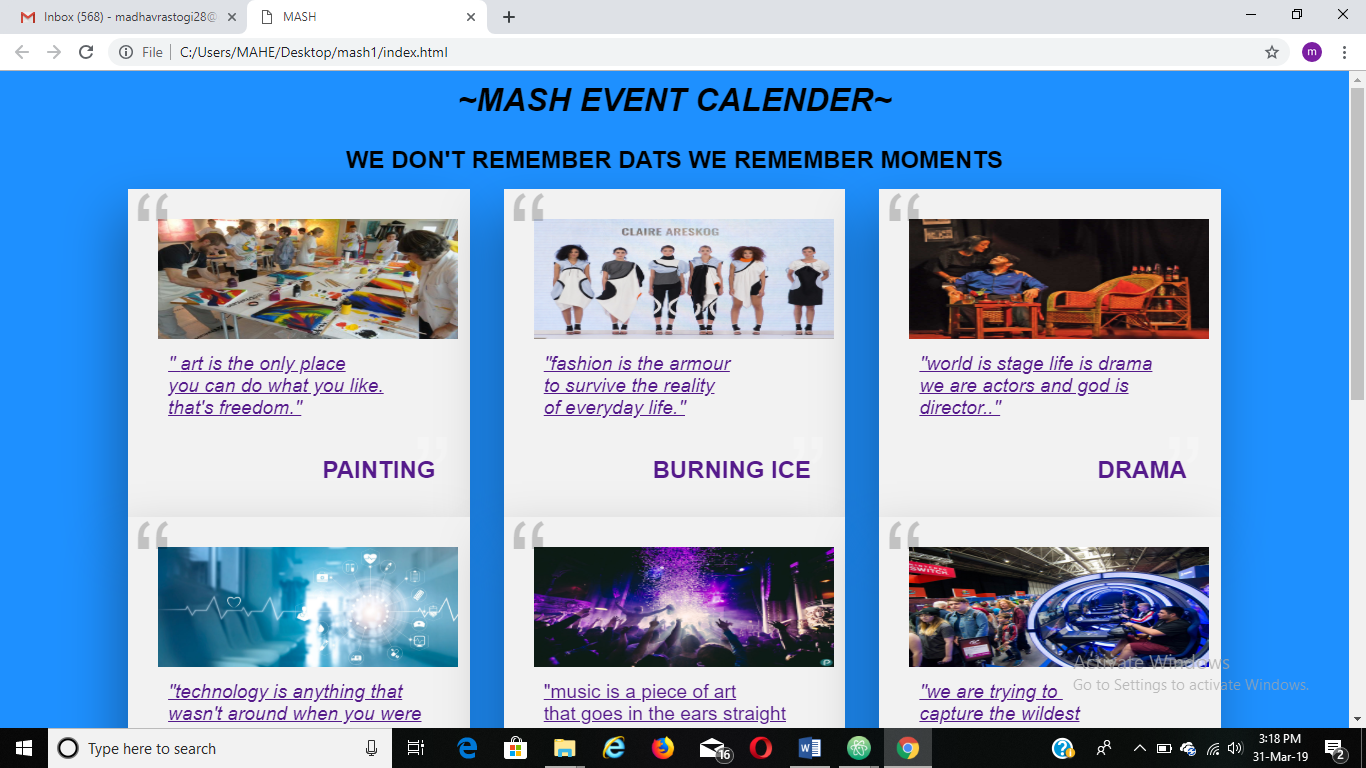 Inbox (568) - madhavrastogi28@
MASH
File
C:/Users/MAHE/Desktop/mash1/index.html
m
~MASH EVENT CALENDER~
WE DON'T REMEMBER DATS WE REMEMBER MOMENTS
CLAIRE ARESKOG
" art is the only place
you can do what you like.
that's freedom."
PAINTING
"fashion is the armour
to survive the reality
of everyday life."
BURNING ICE
"world is stage life is drama
we are actors and god is
director.."
DRAMA
SWITCH
"technology is anything that
wasn't around when you were
"music is a piece of art
that goes in the ears straight
"we are trying to
capture the wildest
Activate Windows
Go to Settings to activate Windows.
Type here to search
16
3:18 PM
31-Mar-19
2